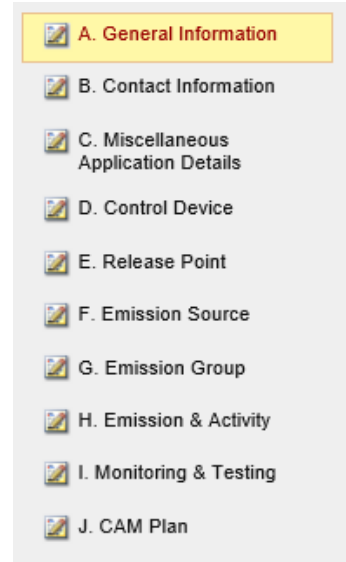 A. General Information
B. Contact Information
C. Miscellaneous
Application Details
D. Control Device
E. Release Point
F. Emission Source
G. Emission Group
H. Emission & Activity
I. Monitoring & Testing
J. CAM Plan